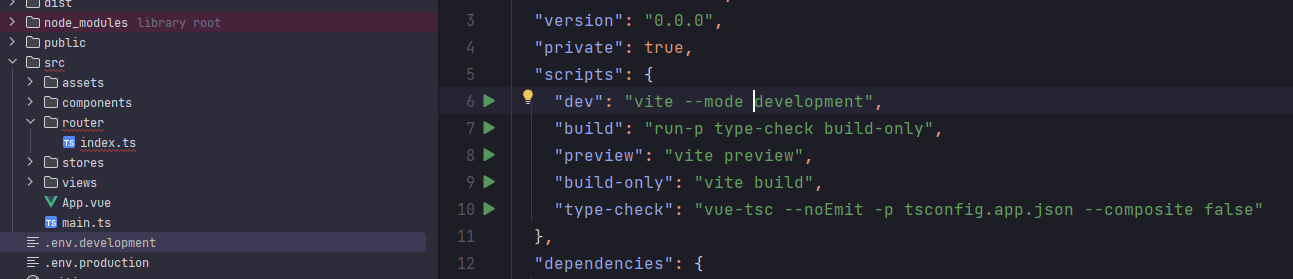 dist
node_modules library root
public
src
assets
components
router
TS index.ts
stores
views
App.vue
TS main.ts
.env.development
.env.production
3 "version": "0.0.0",
4 "private": true,
5 "scripts": {
6 "dev": "vite --mode development",
7 "build": "run-p type-check build-only",
8 "preview": "vite preview",
9 "build-only": "vite build",
10 "type-check": "vue-tsc --noEmit -p tsconfig.app.json --composite false"
11 },
12 "dependencies": {